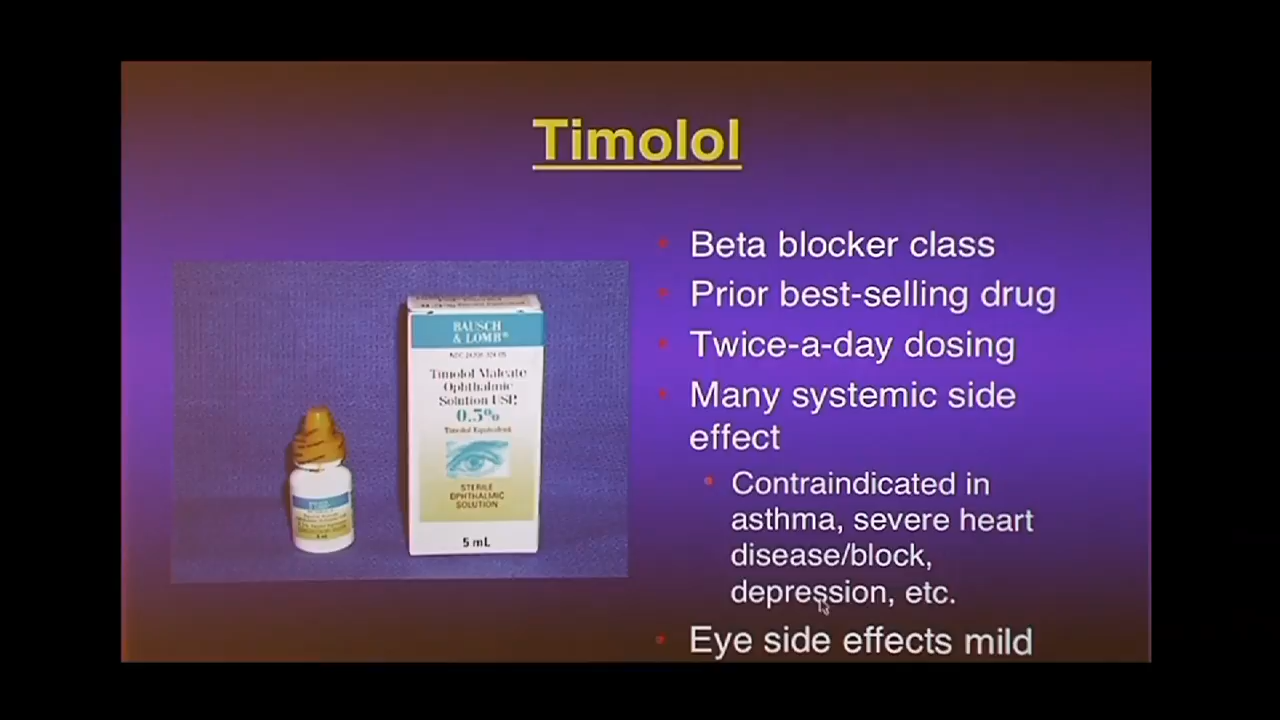 Timolol
Beta blocker class
Prior best-selling drug
Twice-a-day dosing
Many systemic side
effect
Contraindicated in
asthma, severe heart
disease/block,
depression, etc.
Eye side effects mild
BAUSCH
& LOMB®
Timolol Maleate
Ophthalmic
Solution USP,
0.5%
Timolol Equivalent
STERILE
OPHTHALMIC
SOLUTION
5 mL